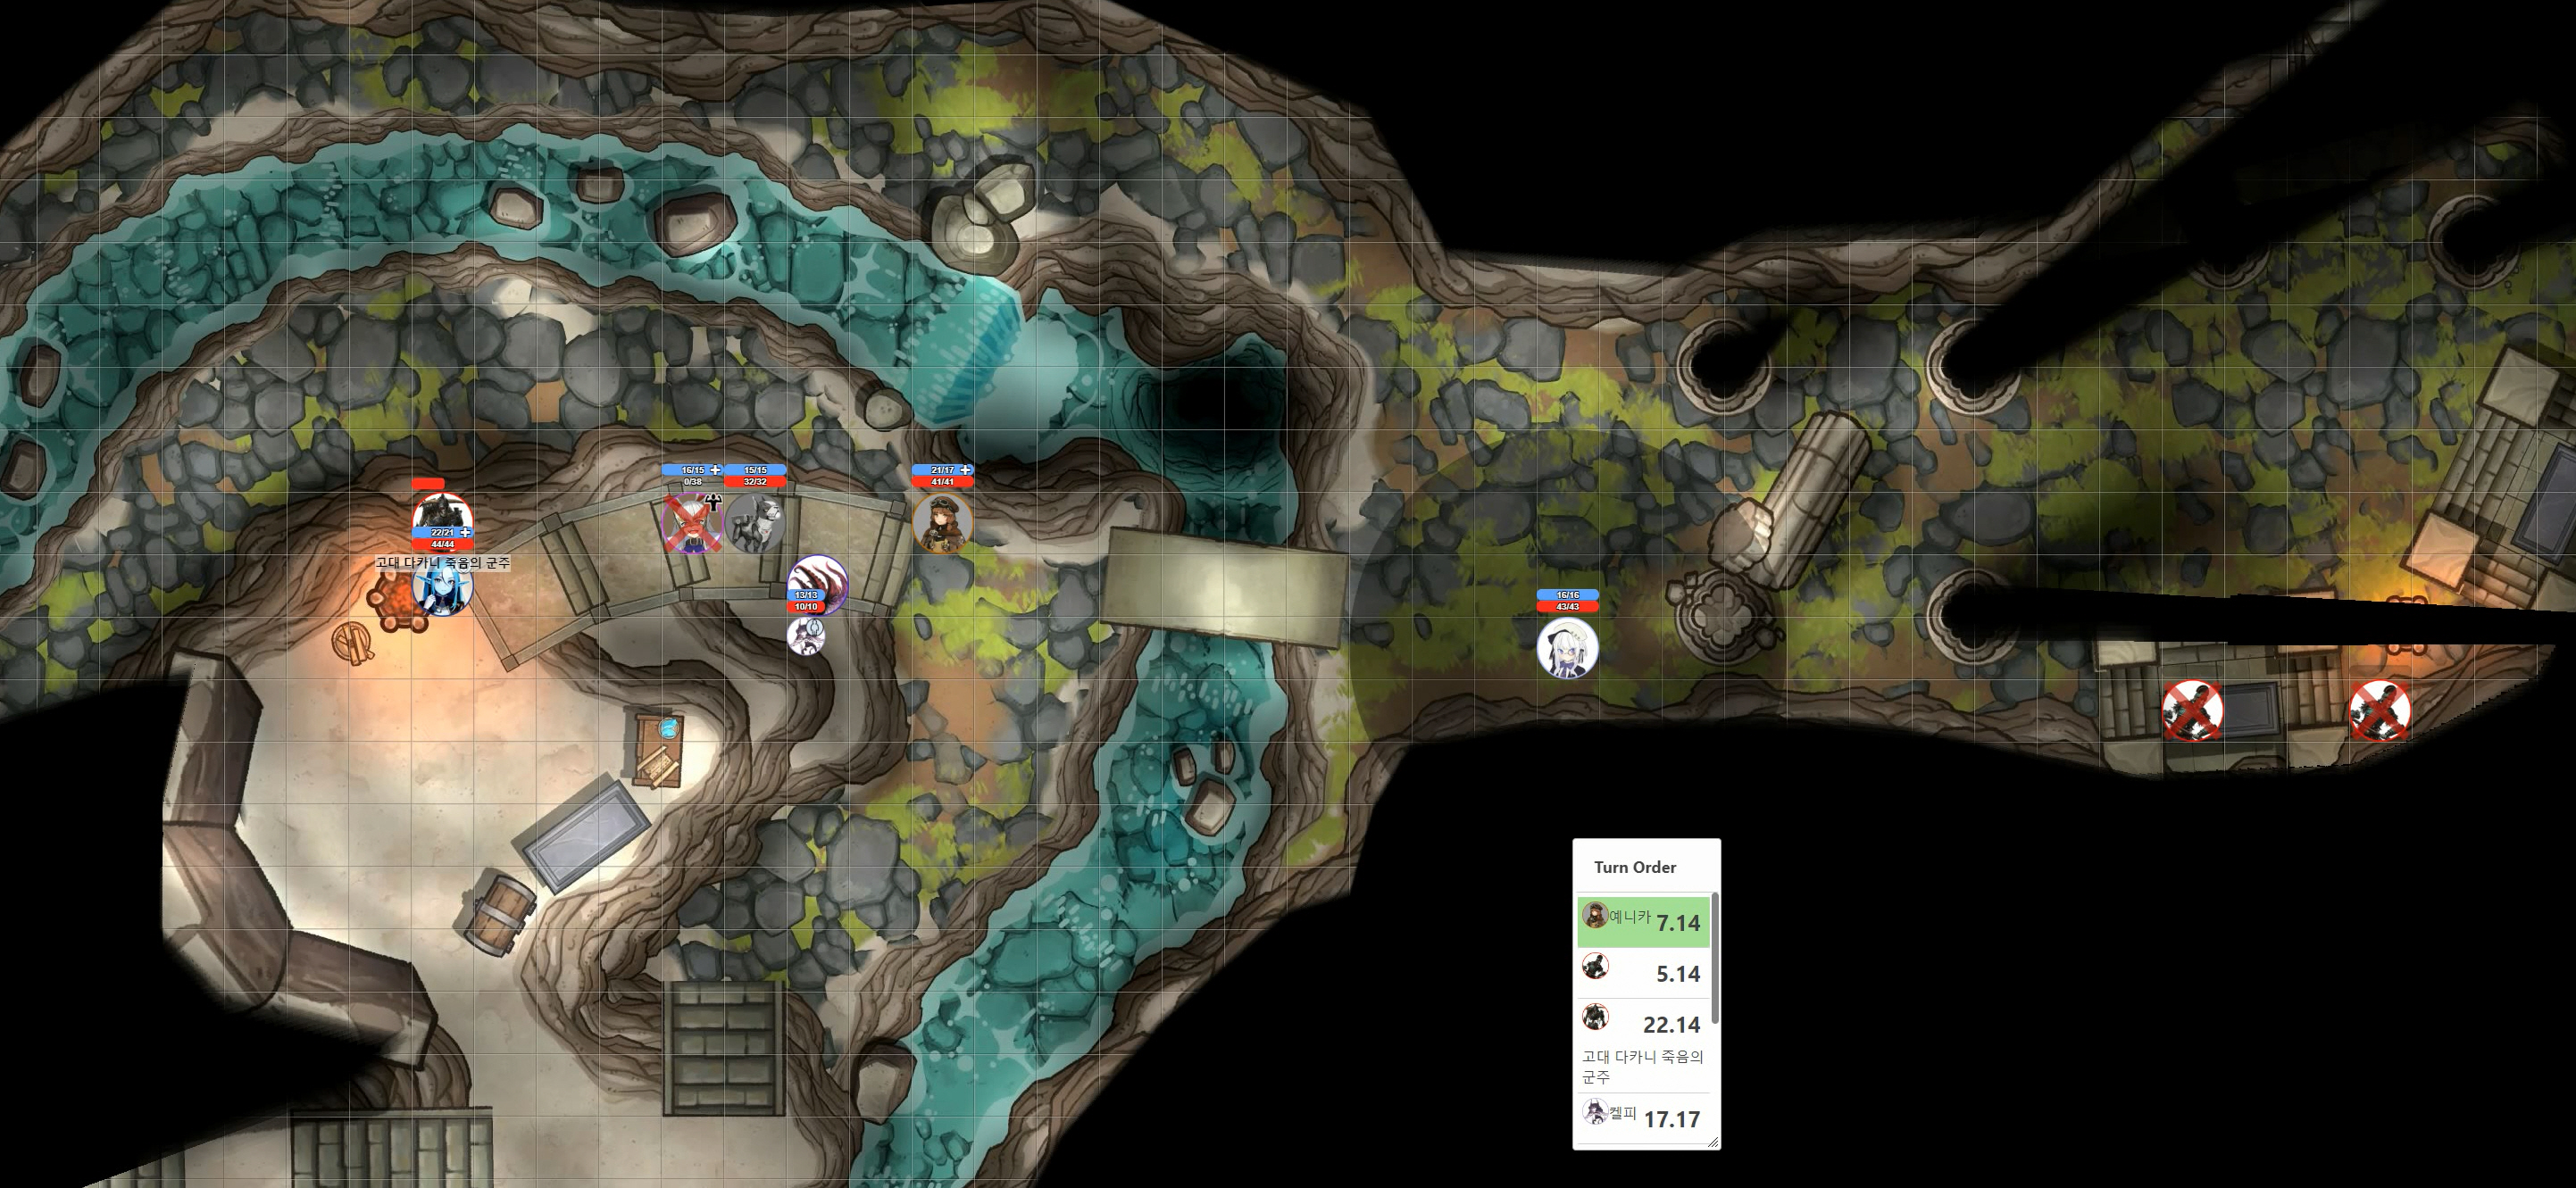 16/15
15/15
0/38
32/32
21/17
41/41
22/21
44/44
고대 다카니 죽음의 군주
13/13
10/10
16/16
43/43
Turn Order
예니카 7.14
5.14
22.14
고대 다카니 죽음의
군주
켈피 17.17